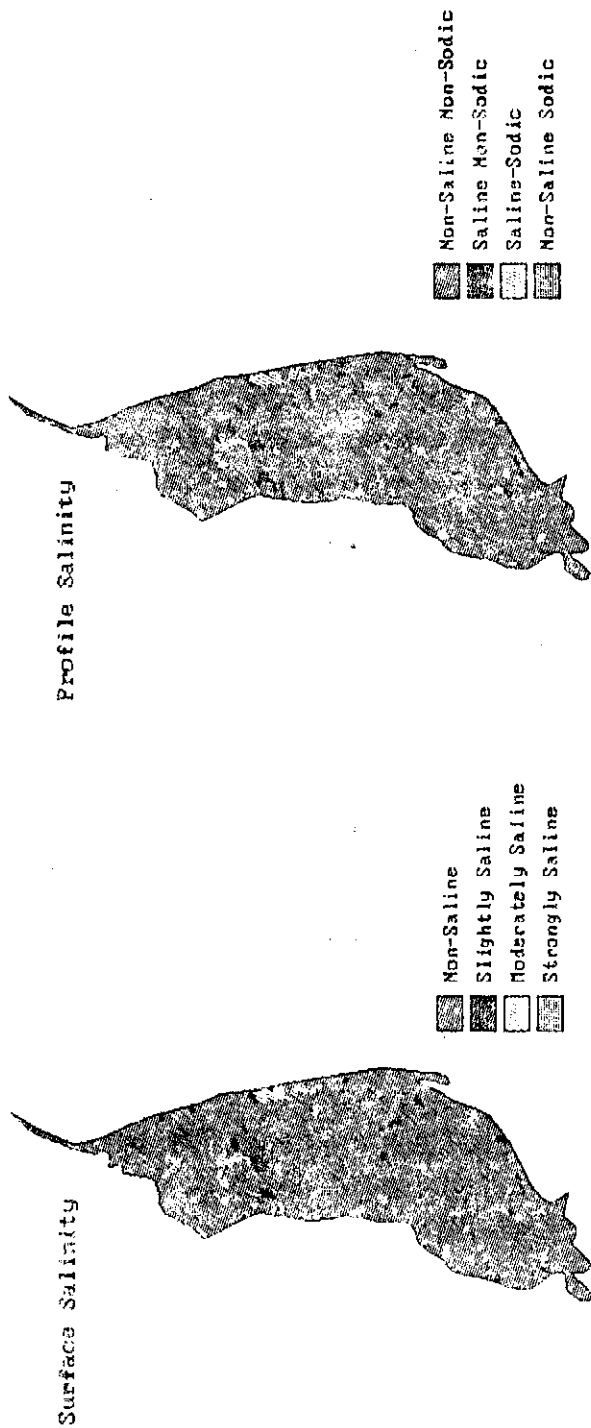 Surface Salinity
Non-Saline
Slightly Saline
Moderately Saline
Strongly Saline
Profile Salinity
Non-Saline Non-Sodic
Saline Non-Sodic
Saline-Sodic
Non-Saline Sodic